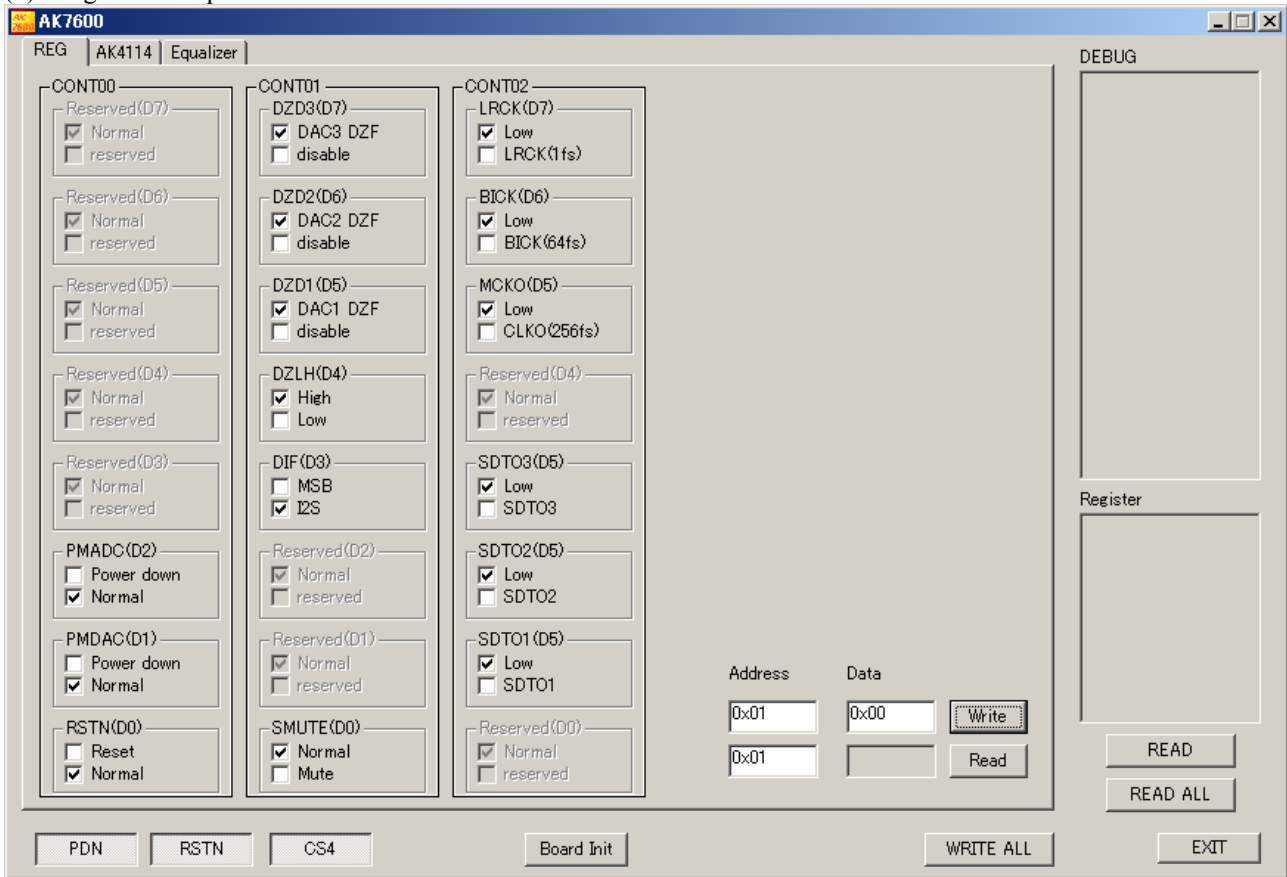 AK7600
REG AK4114 Equalizer
CONT00
Reserved(D7)
Normal
reserved
Reserved(D6)
Normal
reserved
Reserved(D5)
Normal
reserved
Reserved(D4)
Normal
reserved
Reserved(D3)
Normal
reserved
PMADC(D2)
Power down
Normal
PMDAC(D1)
Power down
Normal
RSTN(D0)
Reset
Normal
CONT01
DZD3(D7)
DAC3 DZF
disable
DZD2(D6)
DAC2 DZF
disable
DZD1(D5)
DAC1 DZF
disable
DZLH(D4)
High
Low
DIF(D3)
MSB
I2S
Reserved(D2)
Normal
reserved
Reserved(D1)
Normal
reserved
SMUTE(D0)
Normal
Mute
CONT02
LRCK(D7)
Low
LRCK(1fs)
BICK(D6)
Low
BICK(64fs)
MCKO(D5)
Low
CLKO(256fs)
Reserved(D4)
Normal
reserved
SDTO3(D5)
Low
SDTO3
SDTO2(D5)
Low
SDTO2
SDTO1(D5)
Low
SDTO1
Reserved(D0)
Normal
reserved
Address Data
0x01 0x00 Write
0x01 Read
DEBUG
Register
READ
READ ALL
PDN RSTN CS4 Board Init WRITE ALL EXIT